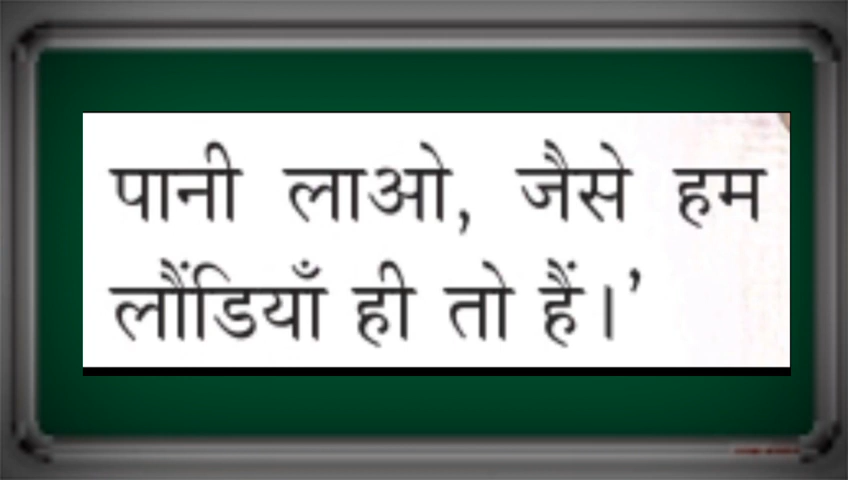 पानी लाओ, जैसे हम
लौंडियाँ ही तो हैं।’